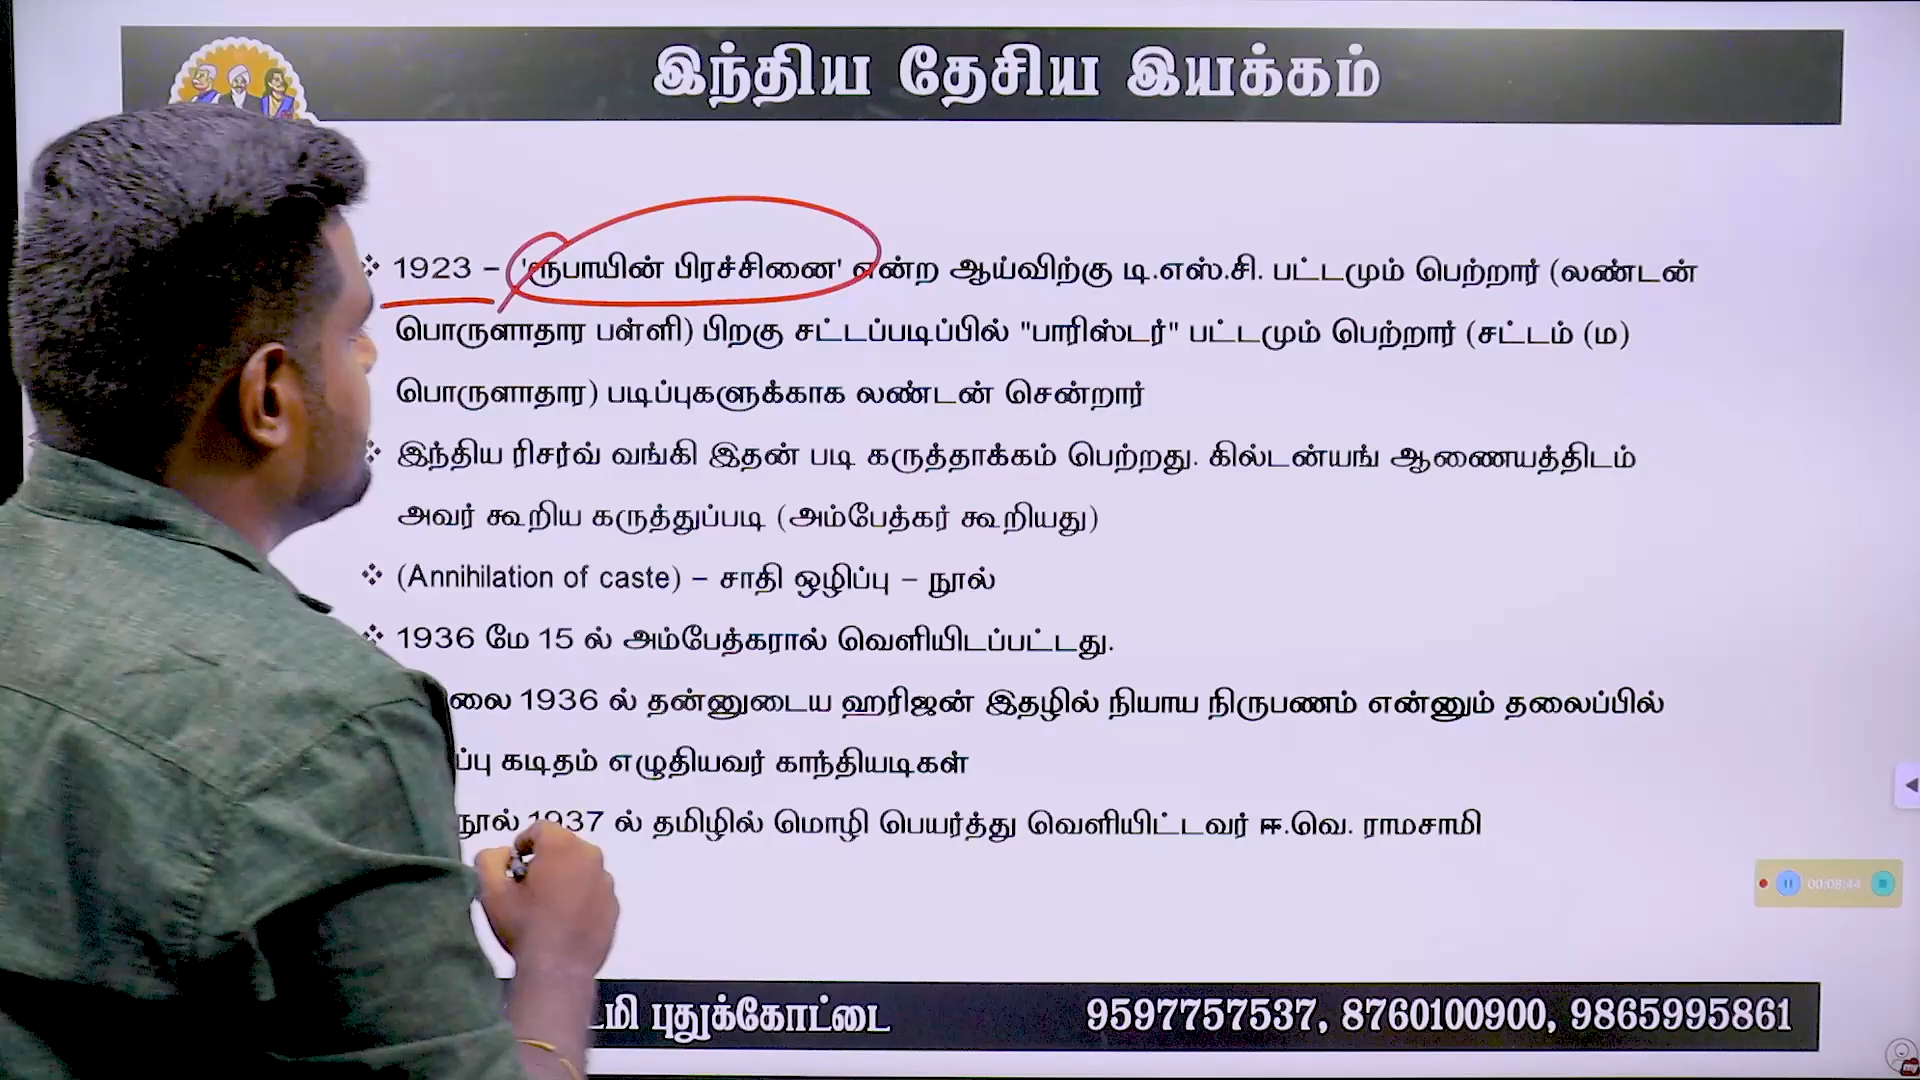 இந்திய தேசிய இயக்கம்
1923 – 'ரூபாயின் பிரச்சினை' என்ற ஆய்விற்கு டி.எஸ்.சி. பட்டமும் பெற்றார் (லண்டன்
பொருளாதார பள்ளி) பிறகு சட்டப்படிப்பில் "பாரிஸ்டர்" பட்டமும் பெற்றார் (சட்டம் (ம)
பொருளாதார) படிப்புகளுக்காக லண்டன் சென்றார்
இந்திய ரிசர்வ் வங்கி இதன் படி கருத்தாக்கம் பெற்றது. கில்டன்யங் ஆணையத்திடம்
அவர் கூறிய கருத்துப்படி (அம்பேத்கர் கூறியது)
(Annihilation of caste) – சாதி ஒழிப்பு – நூல்
1936 மே 15 ல் அம்பேத்கரால் வெளியிடப்பட்டது.
1936 ல் தன்னுடைய ஹரிஜன் இதழில் நியாய நிருபணம் என்னும் தலைப்பில்
கடிதம் எழுதியவர் காந்தியடிகள்
நூல் 1937 ல் தமிழில் மொழி பெயர்த்து வெளியிட்டவர் ஈ.வெ. ராமசாமி
00:08:44
புதுக்கோட்டை 9597757537, 8760100900, 9865995861